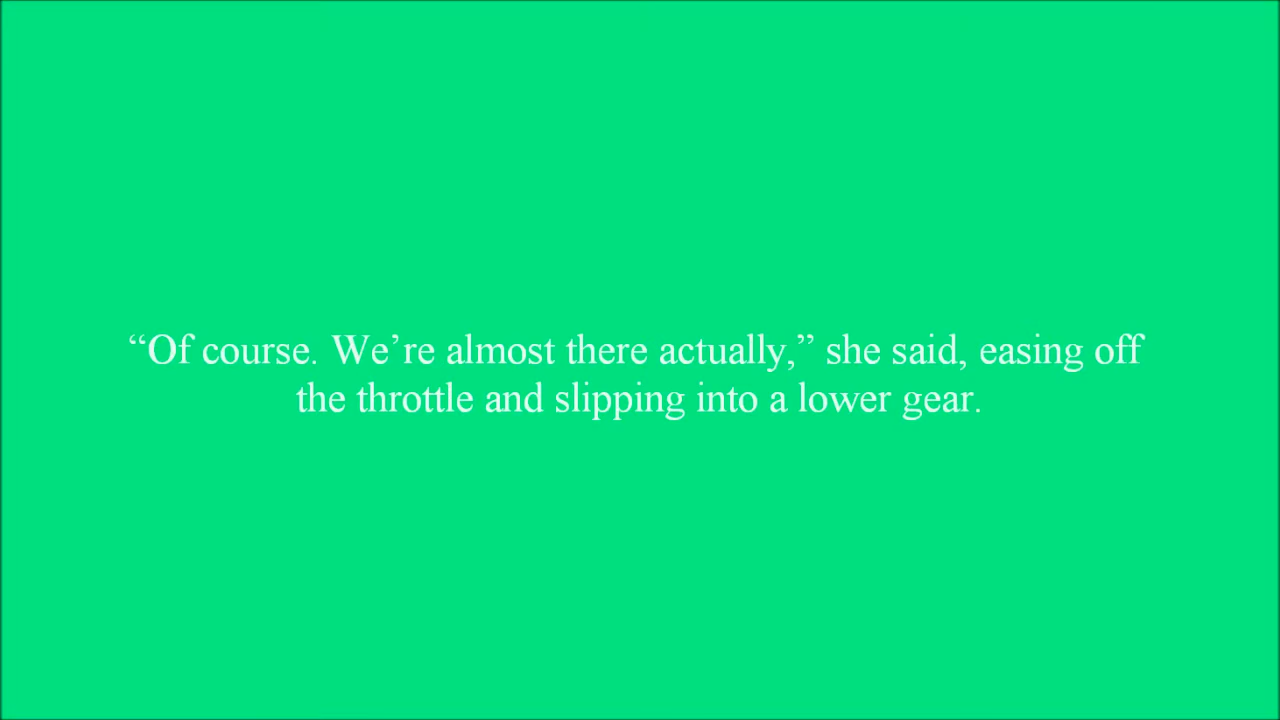 “Of course. We’re almost there actually,” she said, easing off
the throttle and slipping into a lower gear.